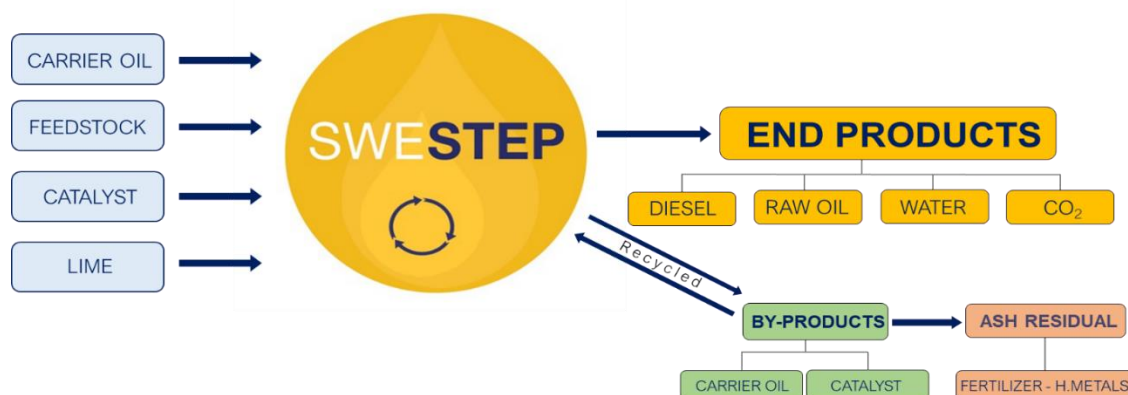 CARRIER OIL
FEEDSTOCK
CATALYST
LIME
SWESTEP
END PRODUCTS
DIESEL
RAW OIL
WATER
CO₂
Recycled
BY-PRODUCTS
ASH RESIDUAL
CARRIER OIL
CATALYST
FERTILIZER - H.METALS